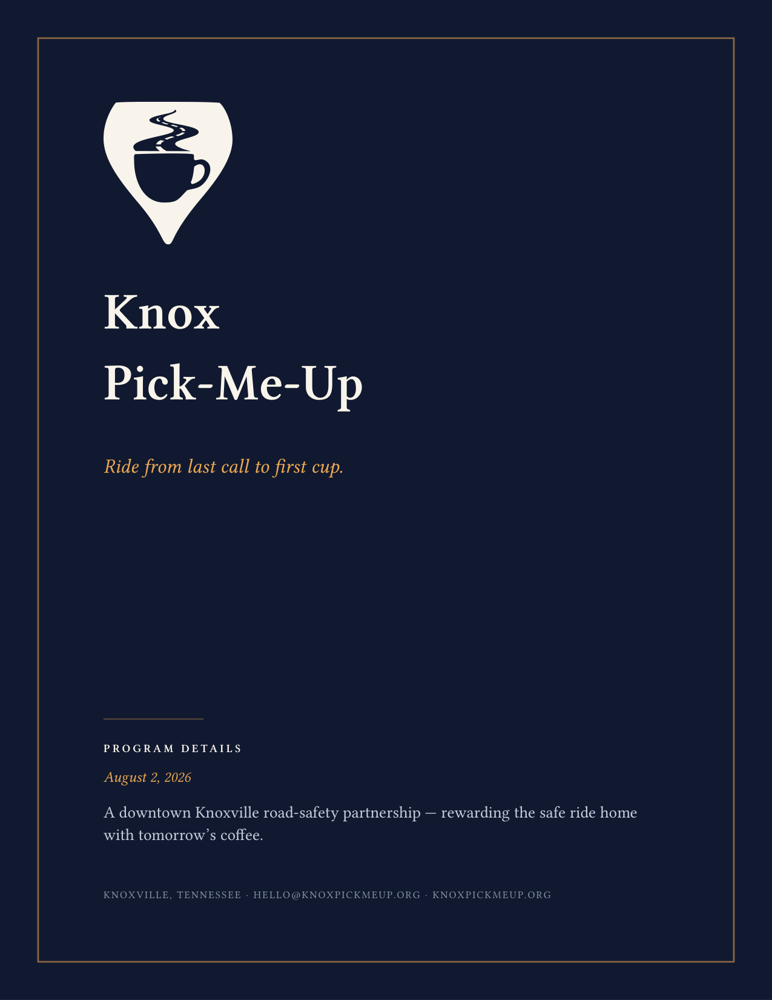 Knox
Pick-Me-Up
Ride from last call to first cup.
PROGRAM DETAILS
August 2, 2026
A downtown Knoxville road-safety partnership — rewarding the safe ride home
with tomorrow’s coffee.
KNOXVILLE, TENNESSEE · HELLO@KNOXPICKMEUP.ORG · KNOXPICKMEUP.ORG